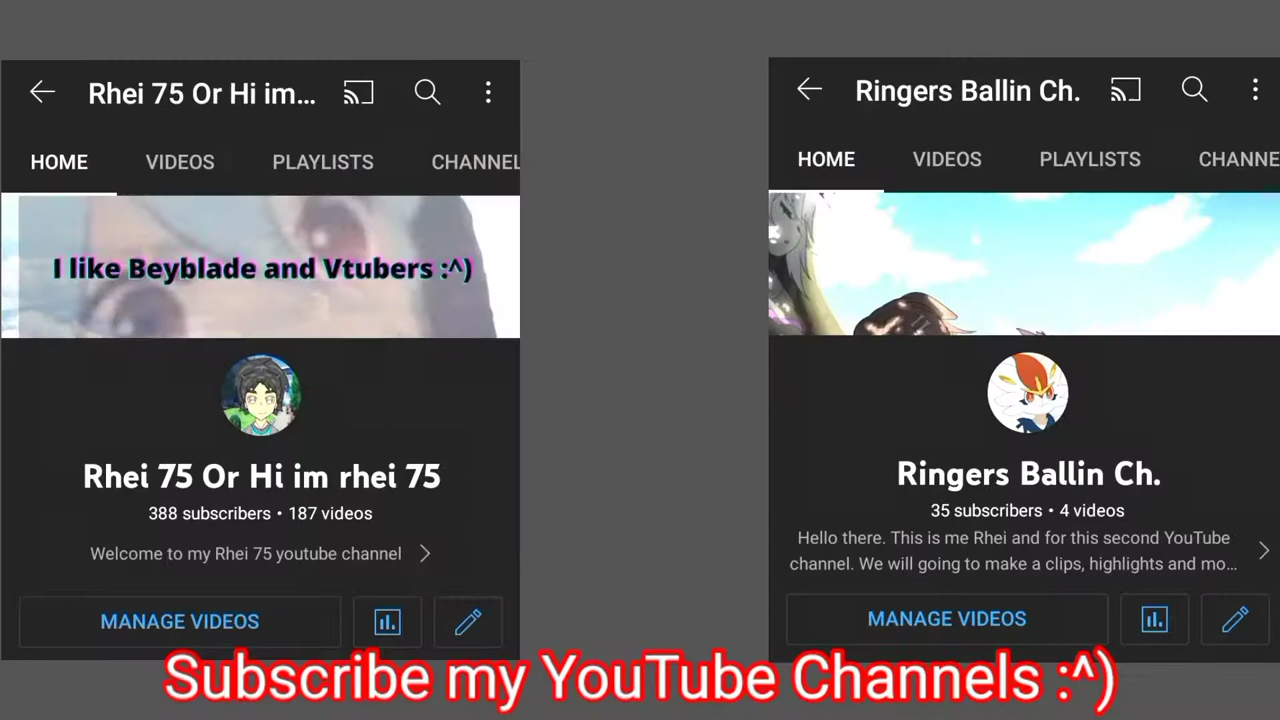 Rhei 75 Or Hi im...
HOME VIDEOS PLAYLISTS CHANNEL
I like Beyblade and Vtubers :^)
Rhei 75 Or Hi im rhei 75
388 subscribers • 187 videos
Welcome to my Rhei 75 youtube channel
MANAGE VIDEOS
Ringers Ballin Ch.
HOME VIDEOS PLAYLISTS CHANNE
Ringers Ballin Ch.
35 subscribers • 4 videos
Hello there. This is me Rhei and for this second YouTube
channel. We will going to make a clips, highlights and mo...
MANAGE VIDEOS
Subscribe my YouTube Channels :^)